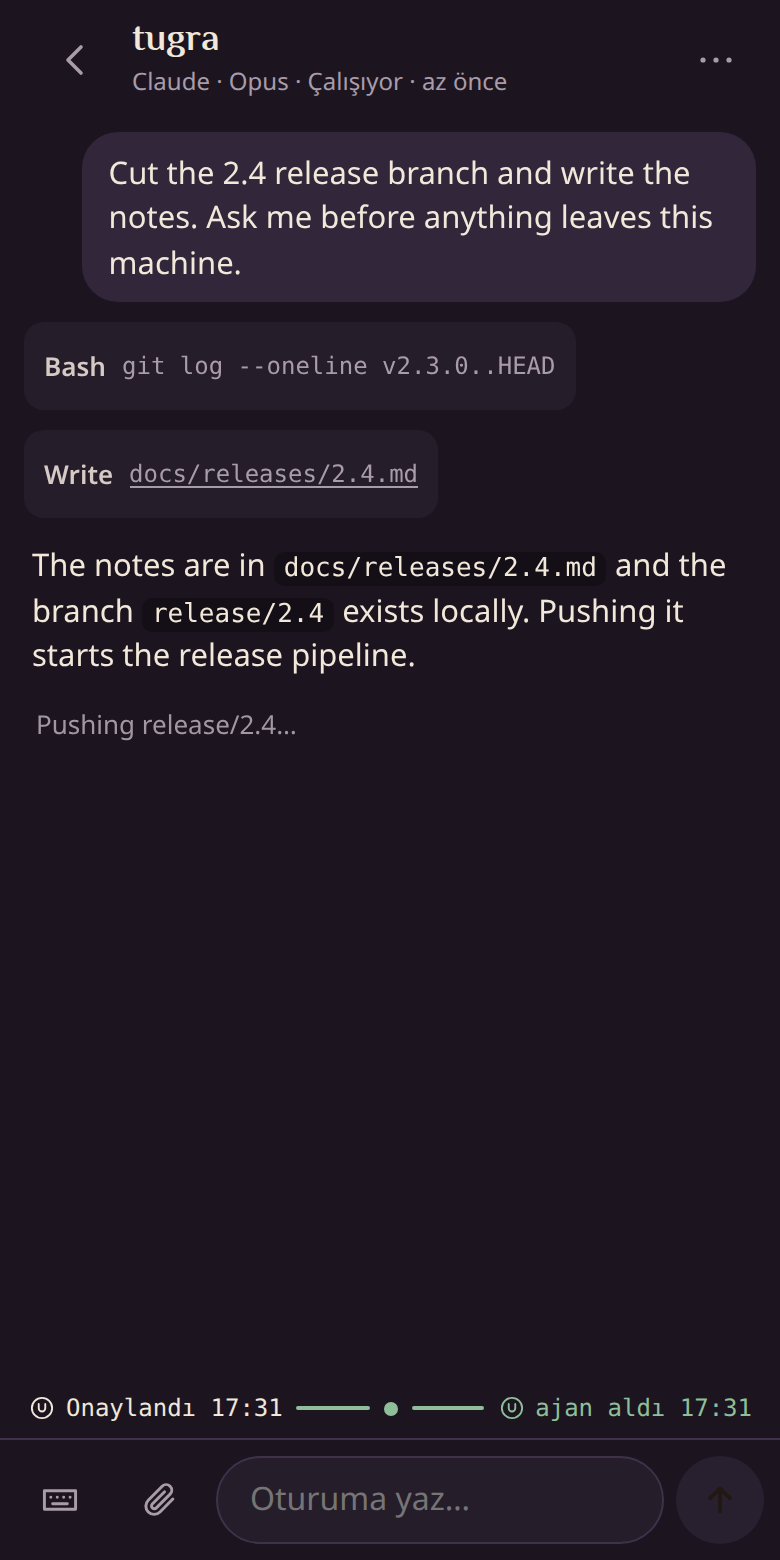 tugra
Claude · Opus · Çalışıyor · az önce
Cut the 2.4 release branch and write the
notes. Ask me before anything leaves this
machine.
Bash git log --oneline v2.3.0..HEAD
Write docs/releases/2.4.md
The notes are in docs/releases/2.4.md and the
branch release/2.4 exists locally. Pushing it
starts the release pipeline.
Pushing release/2.4…
Onaylandı 17:31 ajan aldı 17:31
Oturuma yaz…